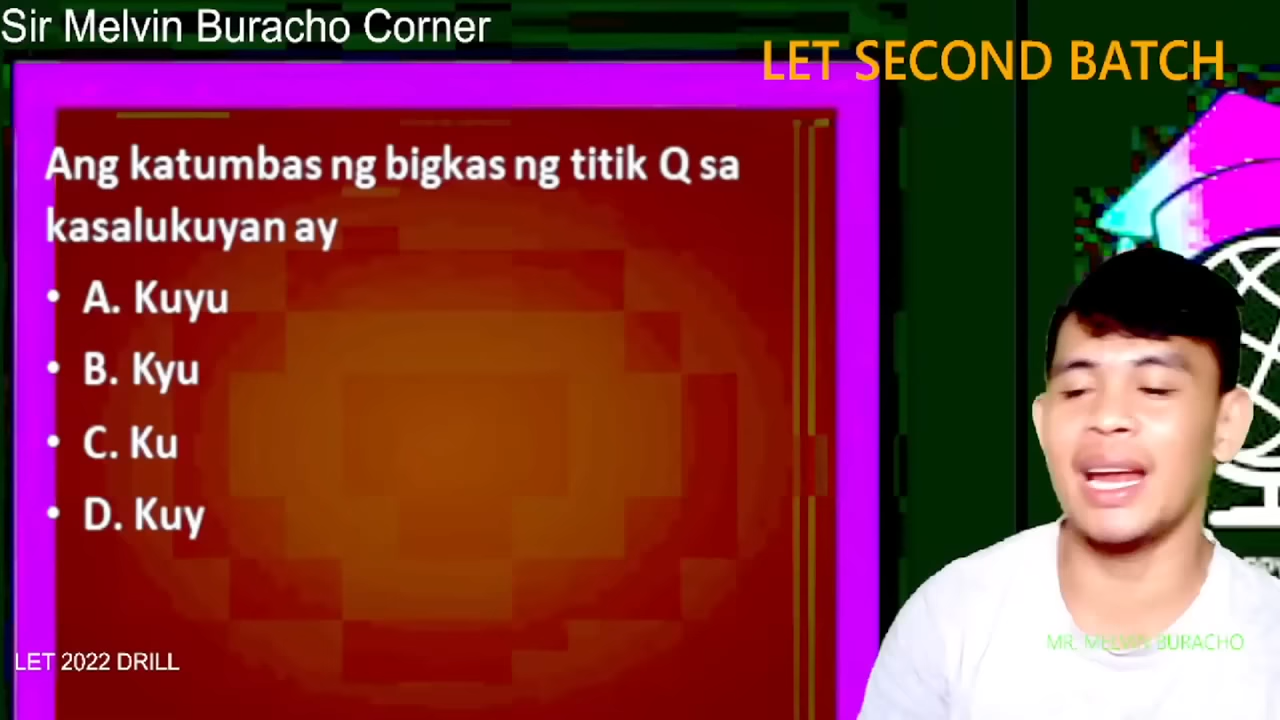 Sir Melvin Buracho Corner
LET SECOND BATCH
Ang katumbas ng bigkas ng titik Q sa
kasalukuyan ay
• A. Kuyu
• B. Kyu
• C. Ku
• D. Kuy
LET 2022 DRILL
MR. MELVIN BURACHO